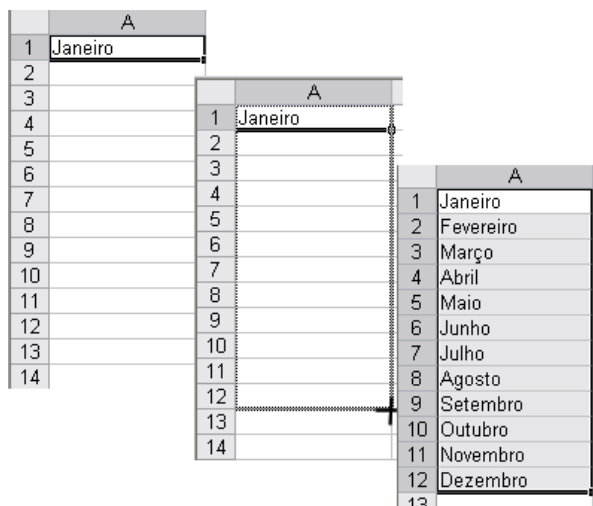 A
1 Janeiro
2
3
4
5
6
7
8
9
10
11
12
13
14
A
1 Janeiro
2
3
4
5
6
7
8
9
10
11
12
13
14
A
1 Janeiro
2 Fevereiro
3 Março
4 Abril
5 Maio
6 Junho
7 Julho
8 Agosto
9 Setembro
10 Outubro
11 Novembro
12 Dezembro
13